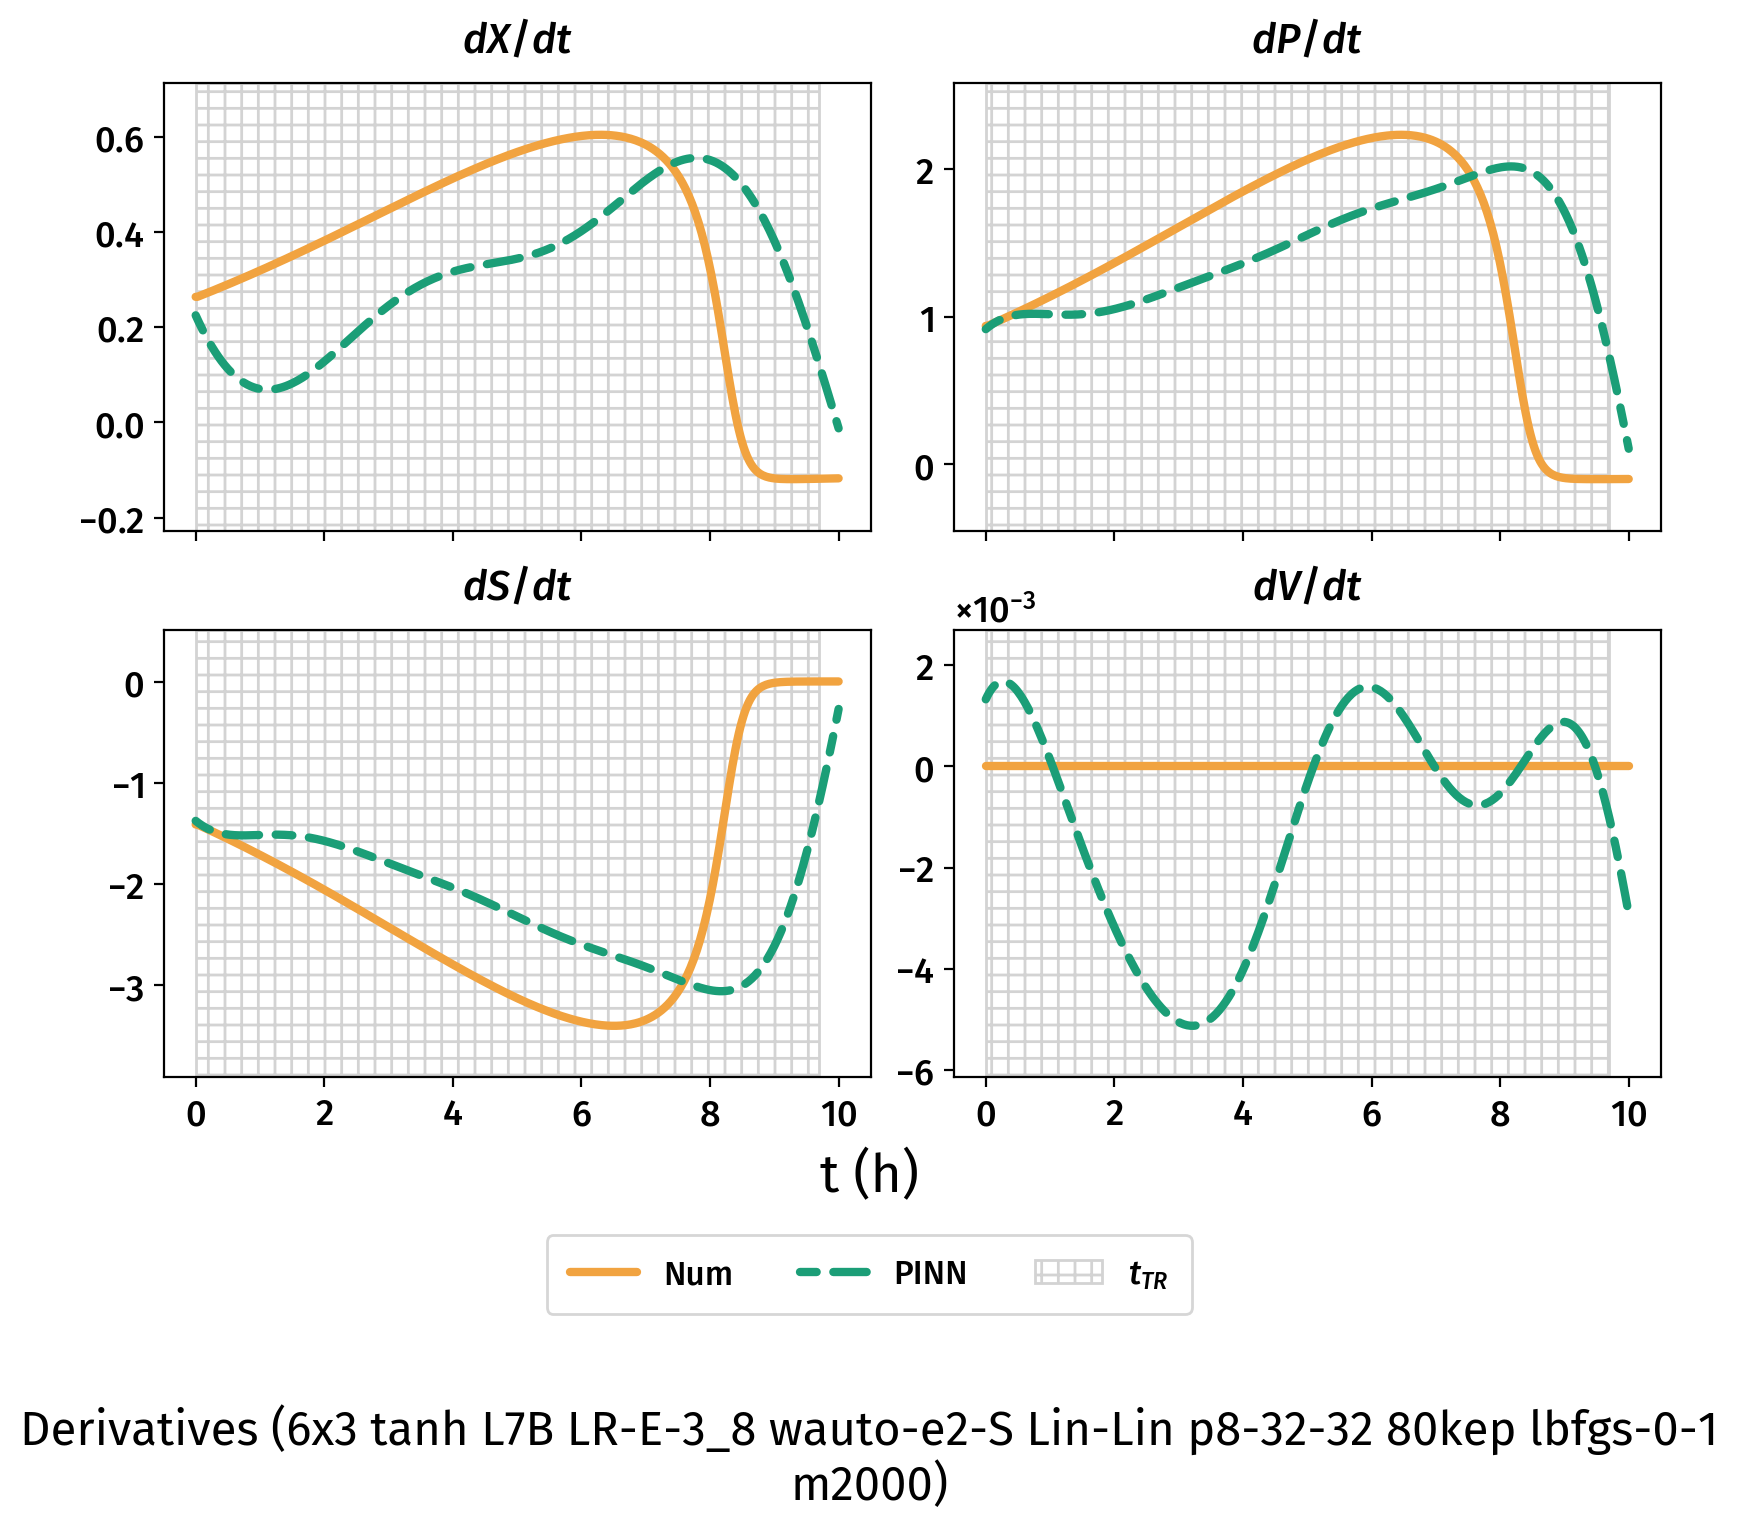 dX/dt
dP/dt
0.6
0.4
0.2
0.0
−0.2
2
1
0
dS/dt
dV/dt
×10⁻³
0
−1
−2
−3
2
0
−2
−4
−6
0 2 4 6 8 10
0 2 4 6 8 10
t (h)
Num PINN t_TR
Derivatives (6x3 tanh L7B LR-E-3_8 wauto-e2-S Lin-Lin p8-32-32 80kep lbfgs-0-1
m2000)